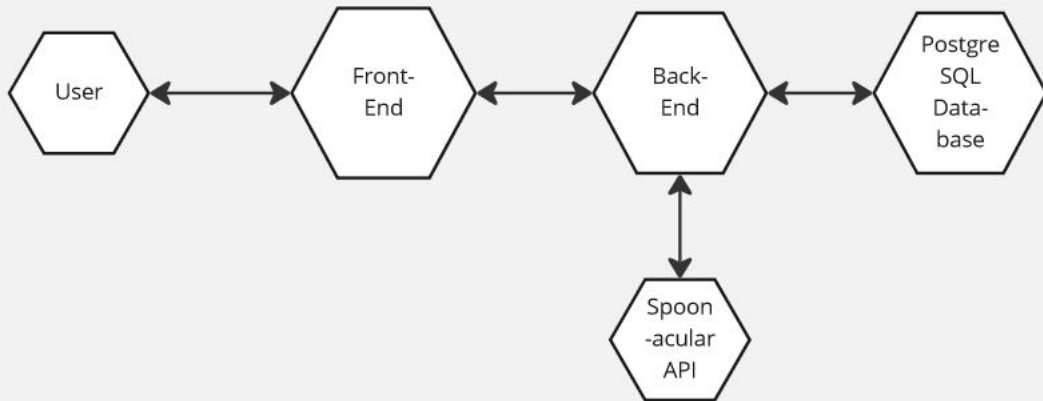 User
Front-
End
Back-
End
Postgre
SQL
Data-
base
Spoon
-acular
API